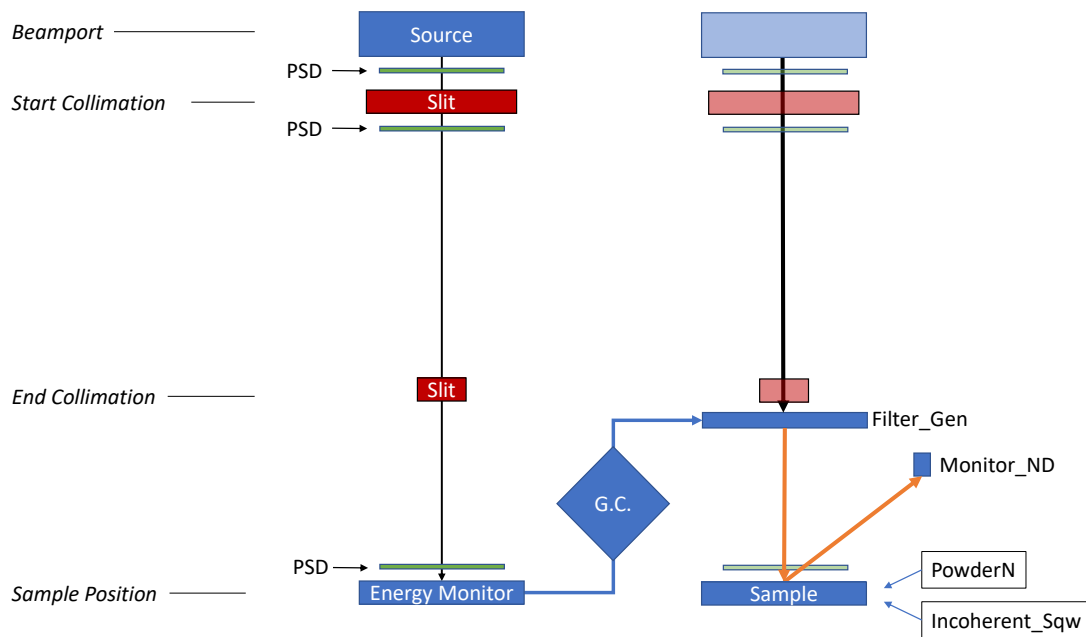 Beamport
Source
PSD
Start Collimation
Slit
PSD
End Collimation
Slit
Filter_Gen
Monitor_ND
G.C.
PSD
PowderN
Sample Position
Energy Monitor
Sample
Incoherent_Sqw